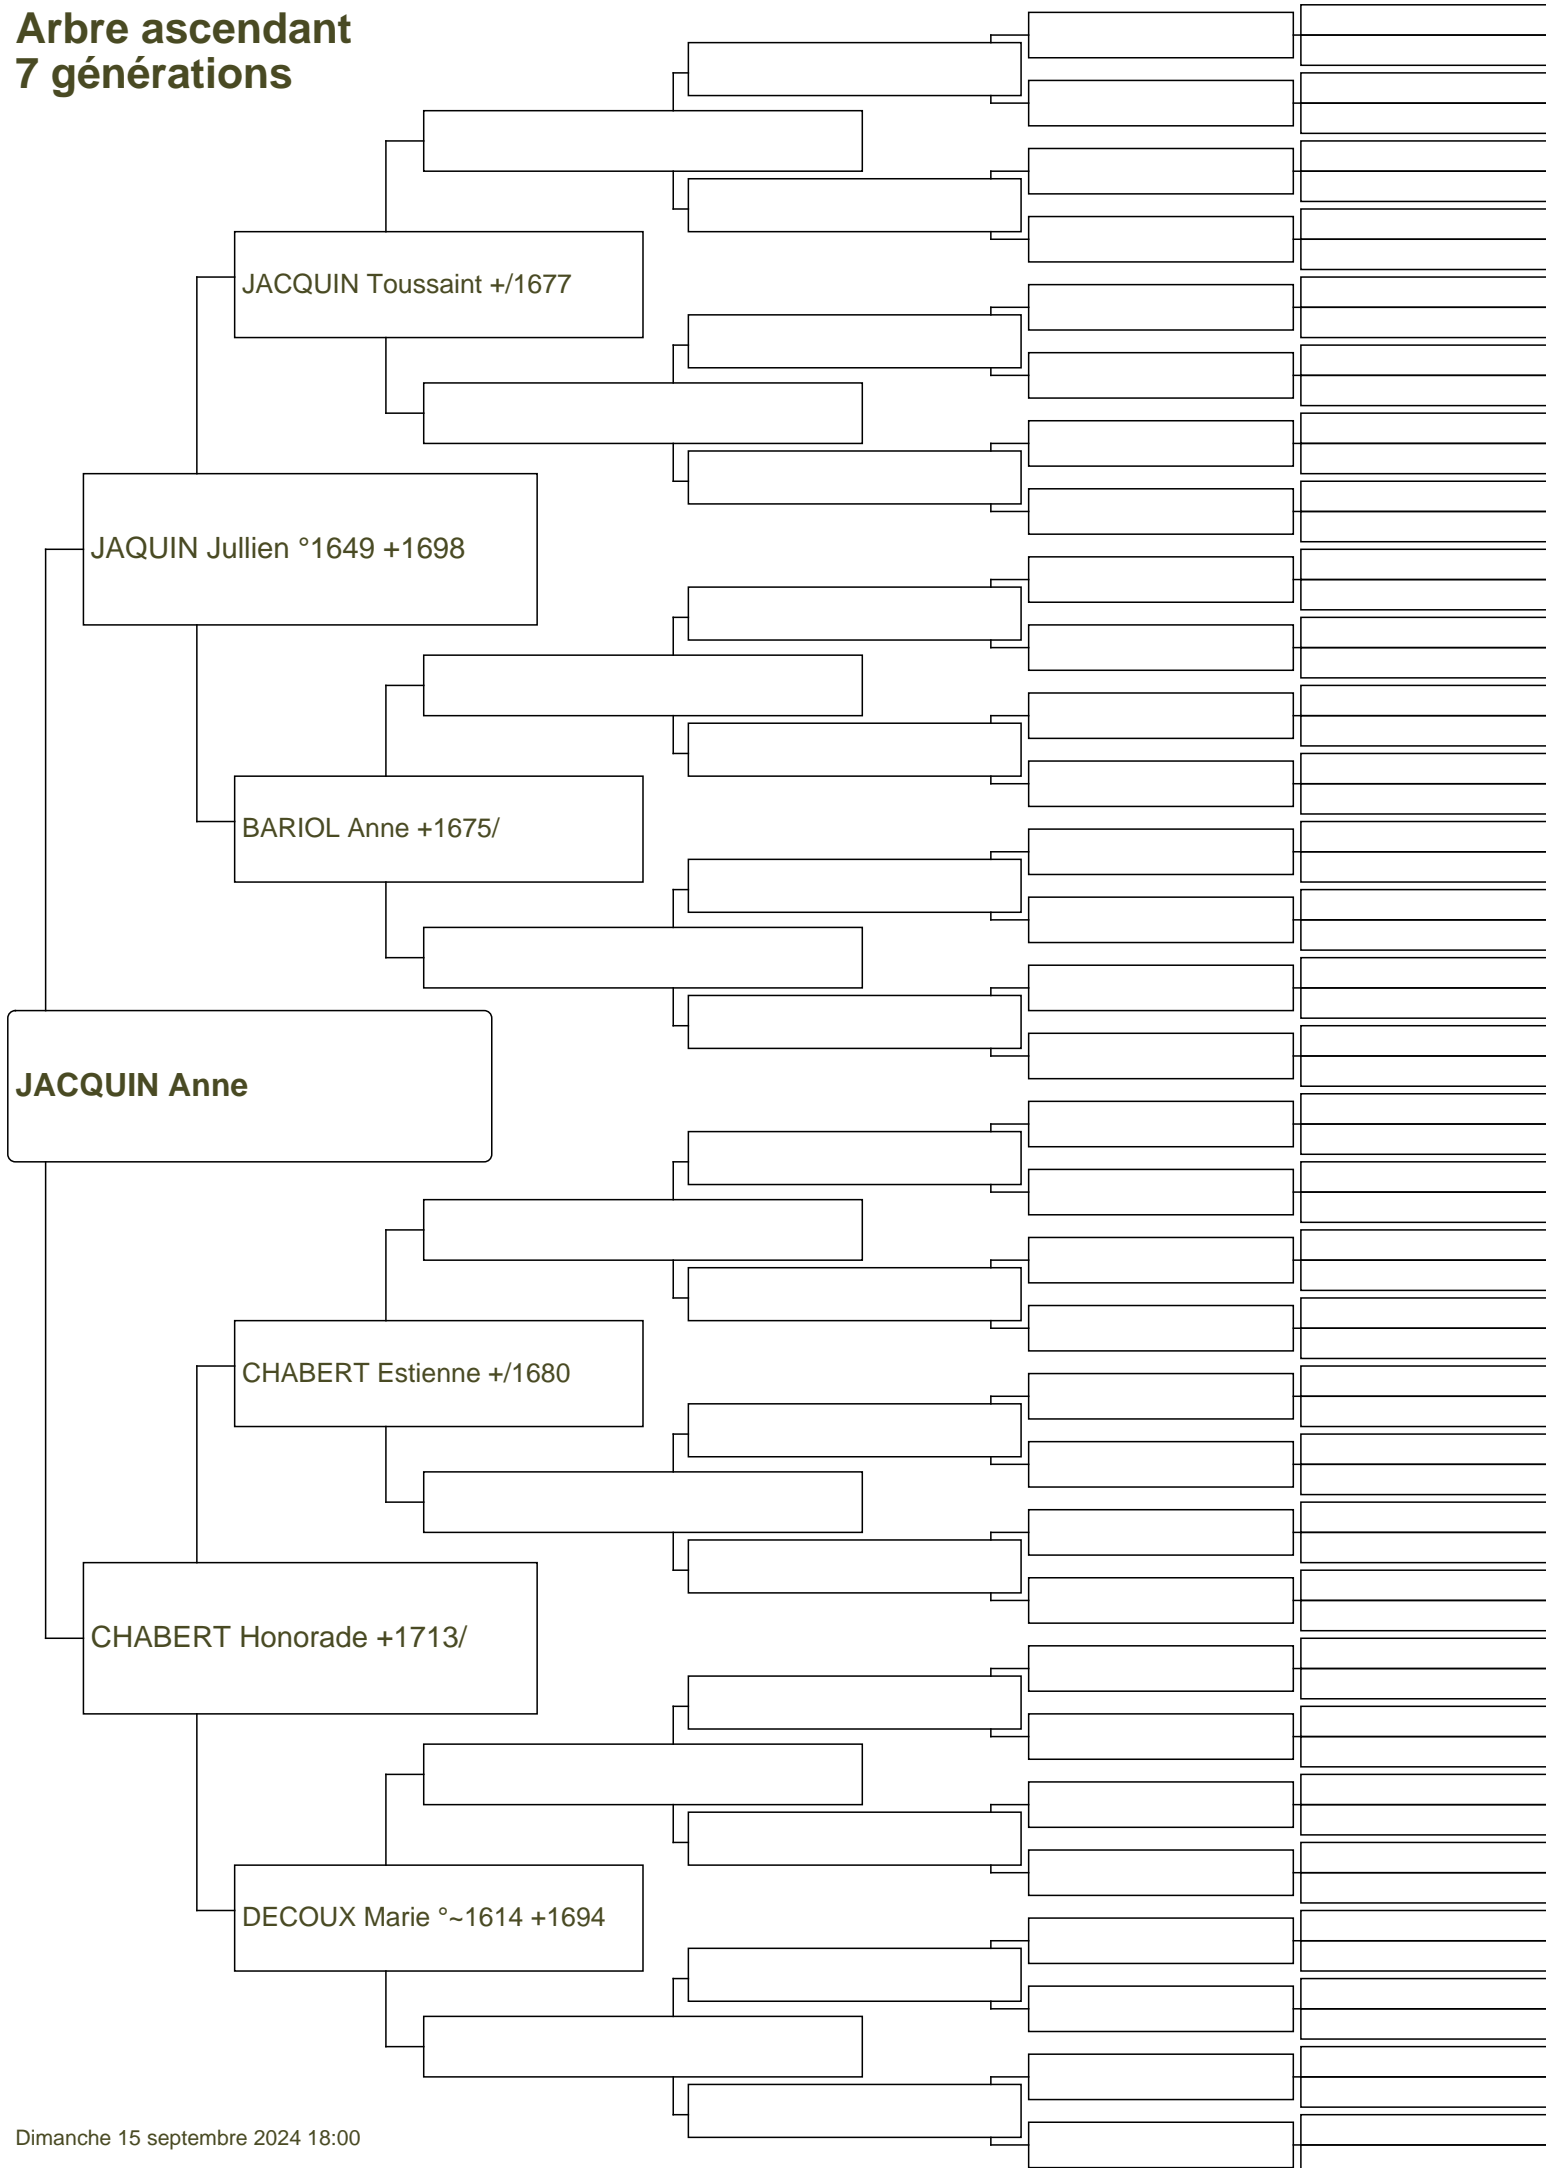 Arbre ascendant
7 générations
JACQUIN Toussaint +/1677
JAQUIN Jullien °1649 +1698
BARIOL Anne +1675/
JACQUIN Anne
CHABERT Estienne +/1680
CHABERT Honorade +1713/
DECOUX Marie °~1614 +1694
Dimanche 15 septembre 2024 18:00